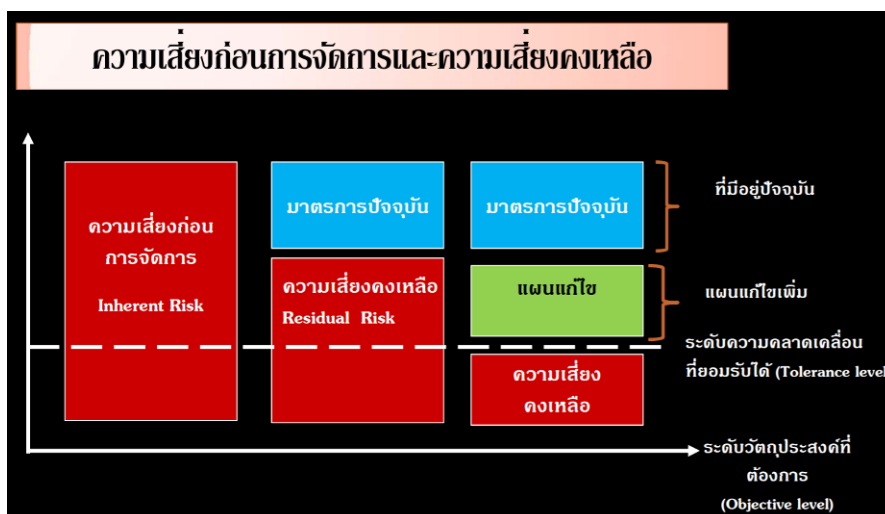 ความเสี่ยงก่อนการจัดการและความเสี่ยงคงเหลือ
ความเสี่ยงก่อน
การจัดการ
Inherent Risk
มาตรการปัจจุบัน
ความเสี่ยงคงเหลือ
Residual Risk
มาตรการปัจจุบัน
แผนแก้ไข
ความเสี่ยง
คงเหลือ
ที่มีอยู่ปัจจุบัน
แผนแก้ไขเพิ่ม
ระดับความคลาดเคลื่อน
ที่ยอมรับได้ (Tolerance level
ระดับวัตถุประสงค์ที่
ต้องการ
(Objective level)